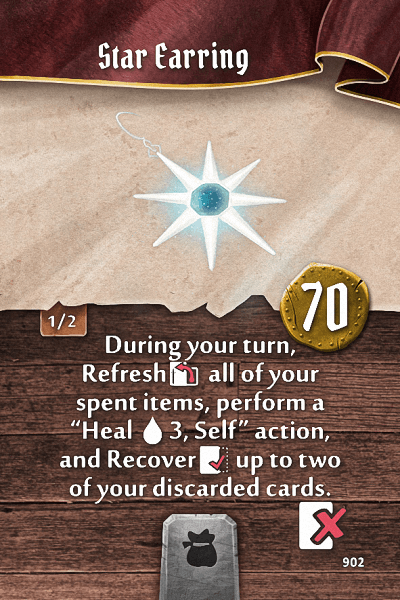 Star Earring
70
1/2
During your turn,
Refresh all of your
spent items, perform a
“Heal 3, Self” action,
and Recover up to two
of your discarded cards.
902